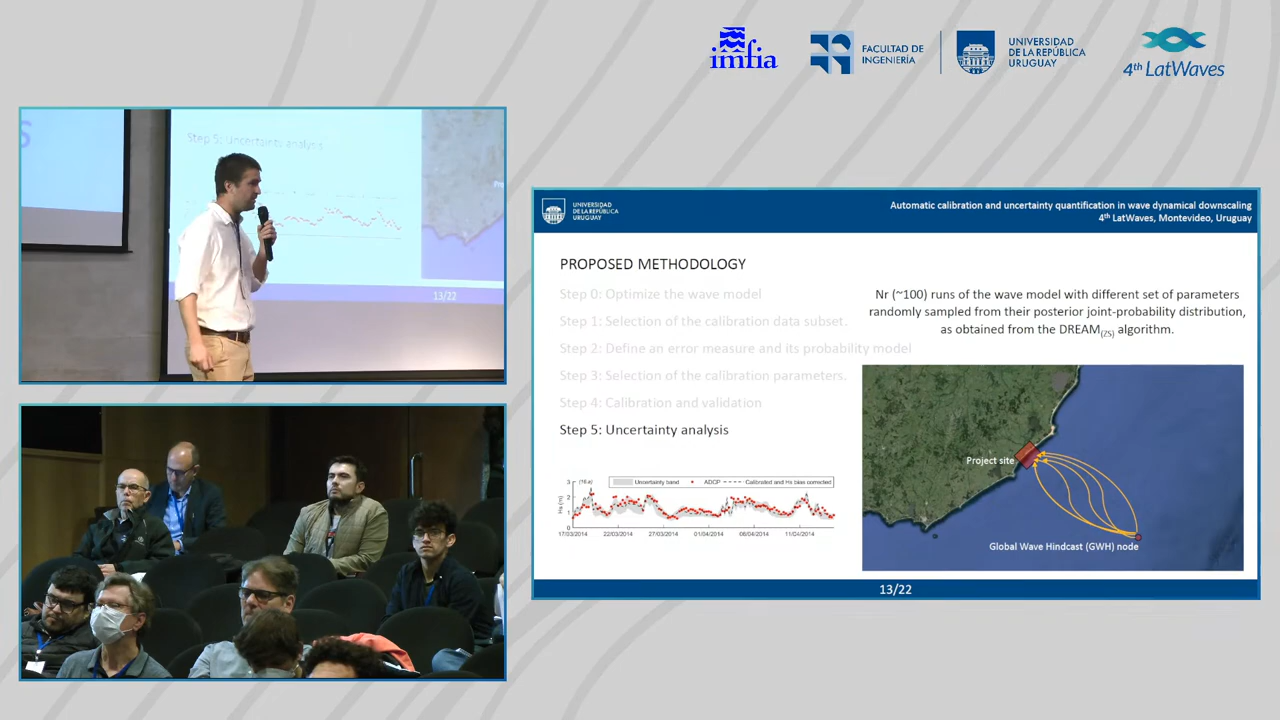 imfia
FACULTAD DE
INGENIERÍA
UNIVERSIDAD
DE LA REPÚBLICA
URUGUAY
4th LatWaves
Step 5: Uncertainty analysis
13/22
UNIVERSIDAD
DE LA REPÚBLICA
URUGUAY
Automatic calibration and uncertainty quantification in wave dynamical downscaling
4th LatWaves, Montevideo, Uruguay
PROPOSED METHODOLOGY
Step 0: Optimize the wave model
Step 1: Selection of the calibration data subset.
Step 2: Define an error measure and its probability model
Step 3: Selection of the calibration parameters.
Step 4: Calibration and validation
Step 5: Uncertainty analysis
Nr (~100) runs of the wave model with different set of parameters
randomly sampled from their posterior joint-probability distribution,
as obtained from the DREAM(ZS) algorithm.
Uncertainty band ADCP Calibrated and Hs bias corrected
Hs (m)
3
2
1
0
17/03/2014 22/03/2014 27/03/2014 01/04/2014 06/04/2014 11/04/2014
Project site
Global Wave Hindcast (GWH) node
13/22